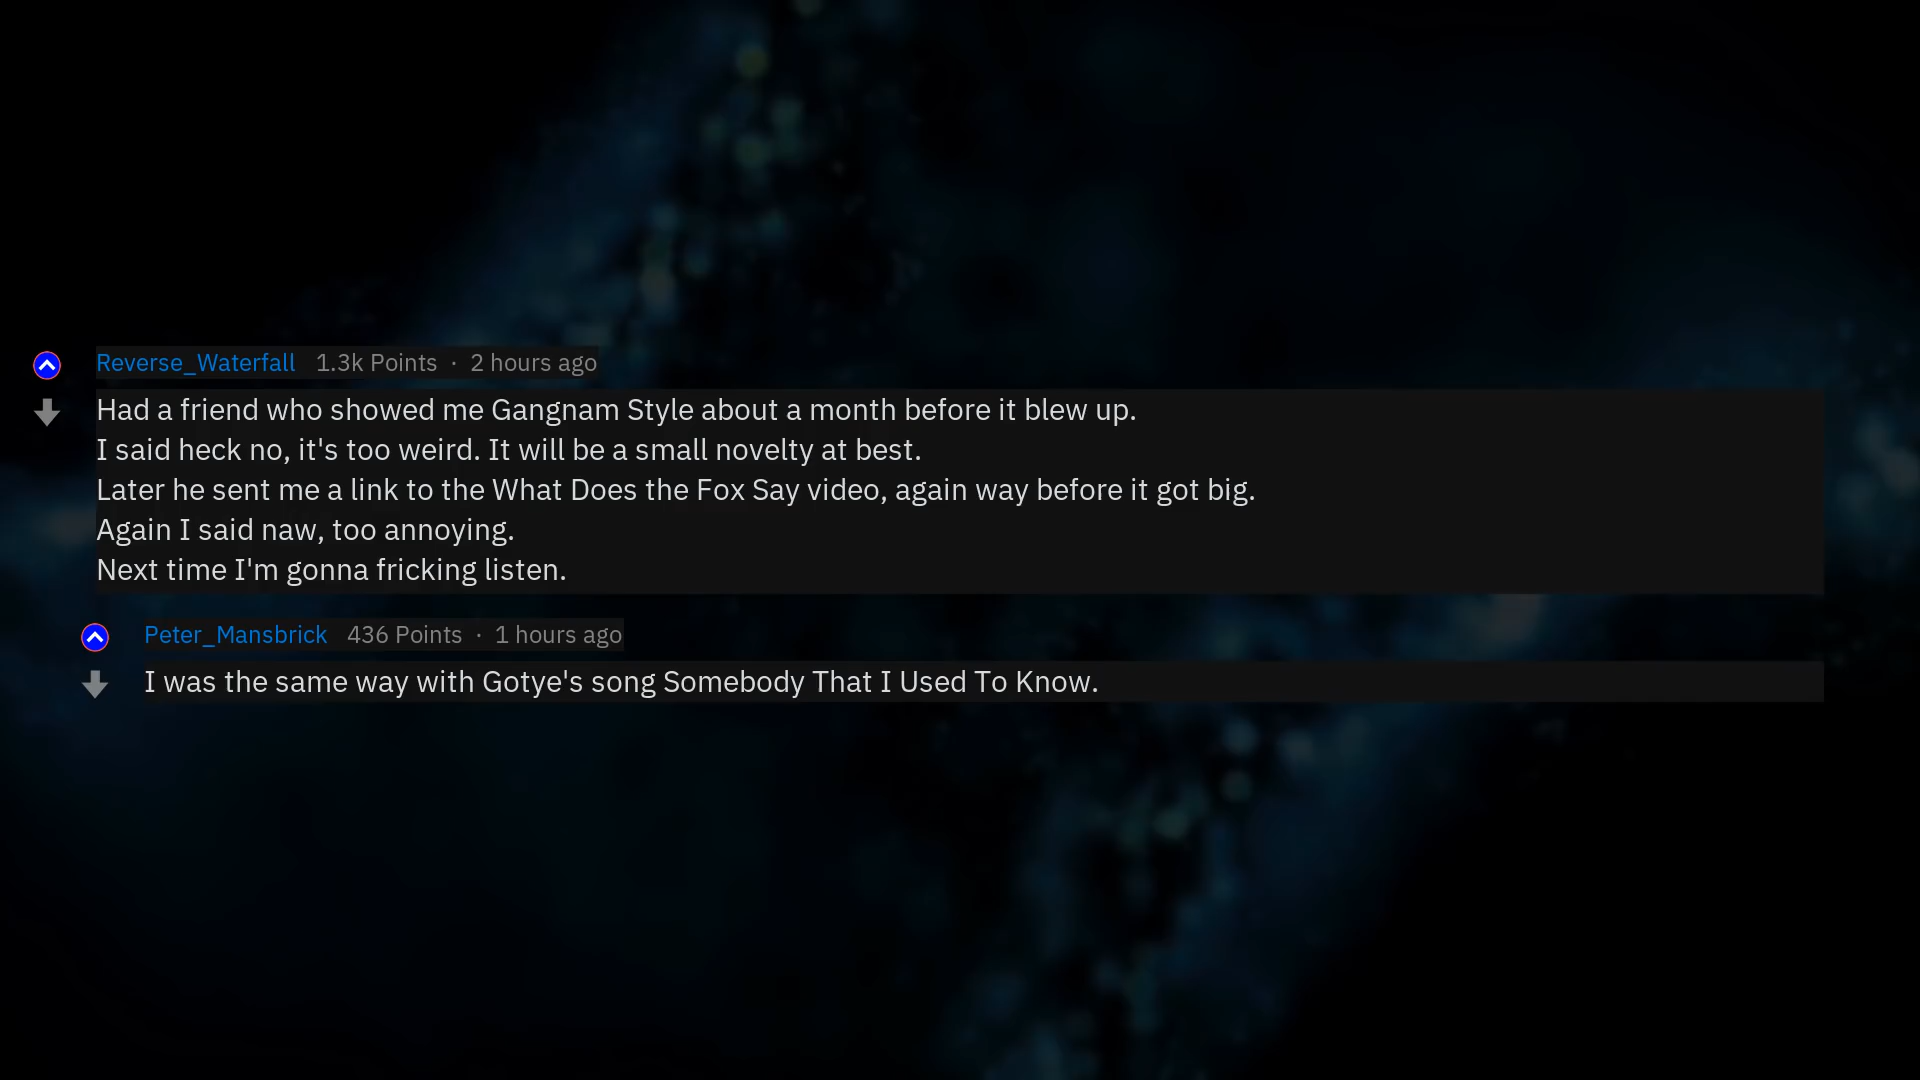 Reverse_Waterfall 1.3k Points · 2 hours ago
Had a friend who showed me Gangnam Style about a month before it blew up.
I said heck no, it's too weird. It will be a small novelty at best.
Later he sent me a link to the What Does the Fox Say video, again way before it got big.
Again I said naw, too annoying.
Next time I'm gonna fricking listen.
Peter_Mansbrick 436 Points · 1 hours ago
I was the same way with Gotye's song Somebody That I Used To Know.